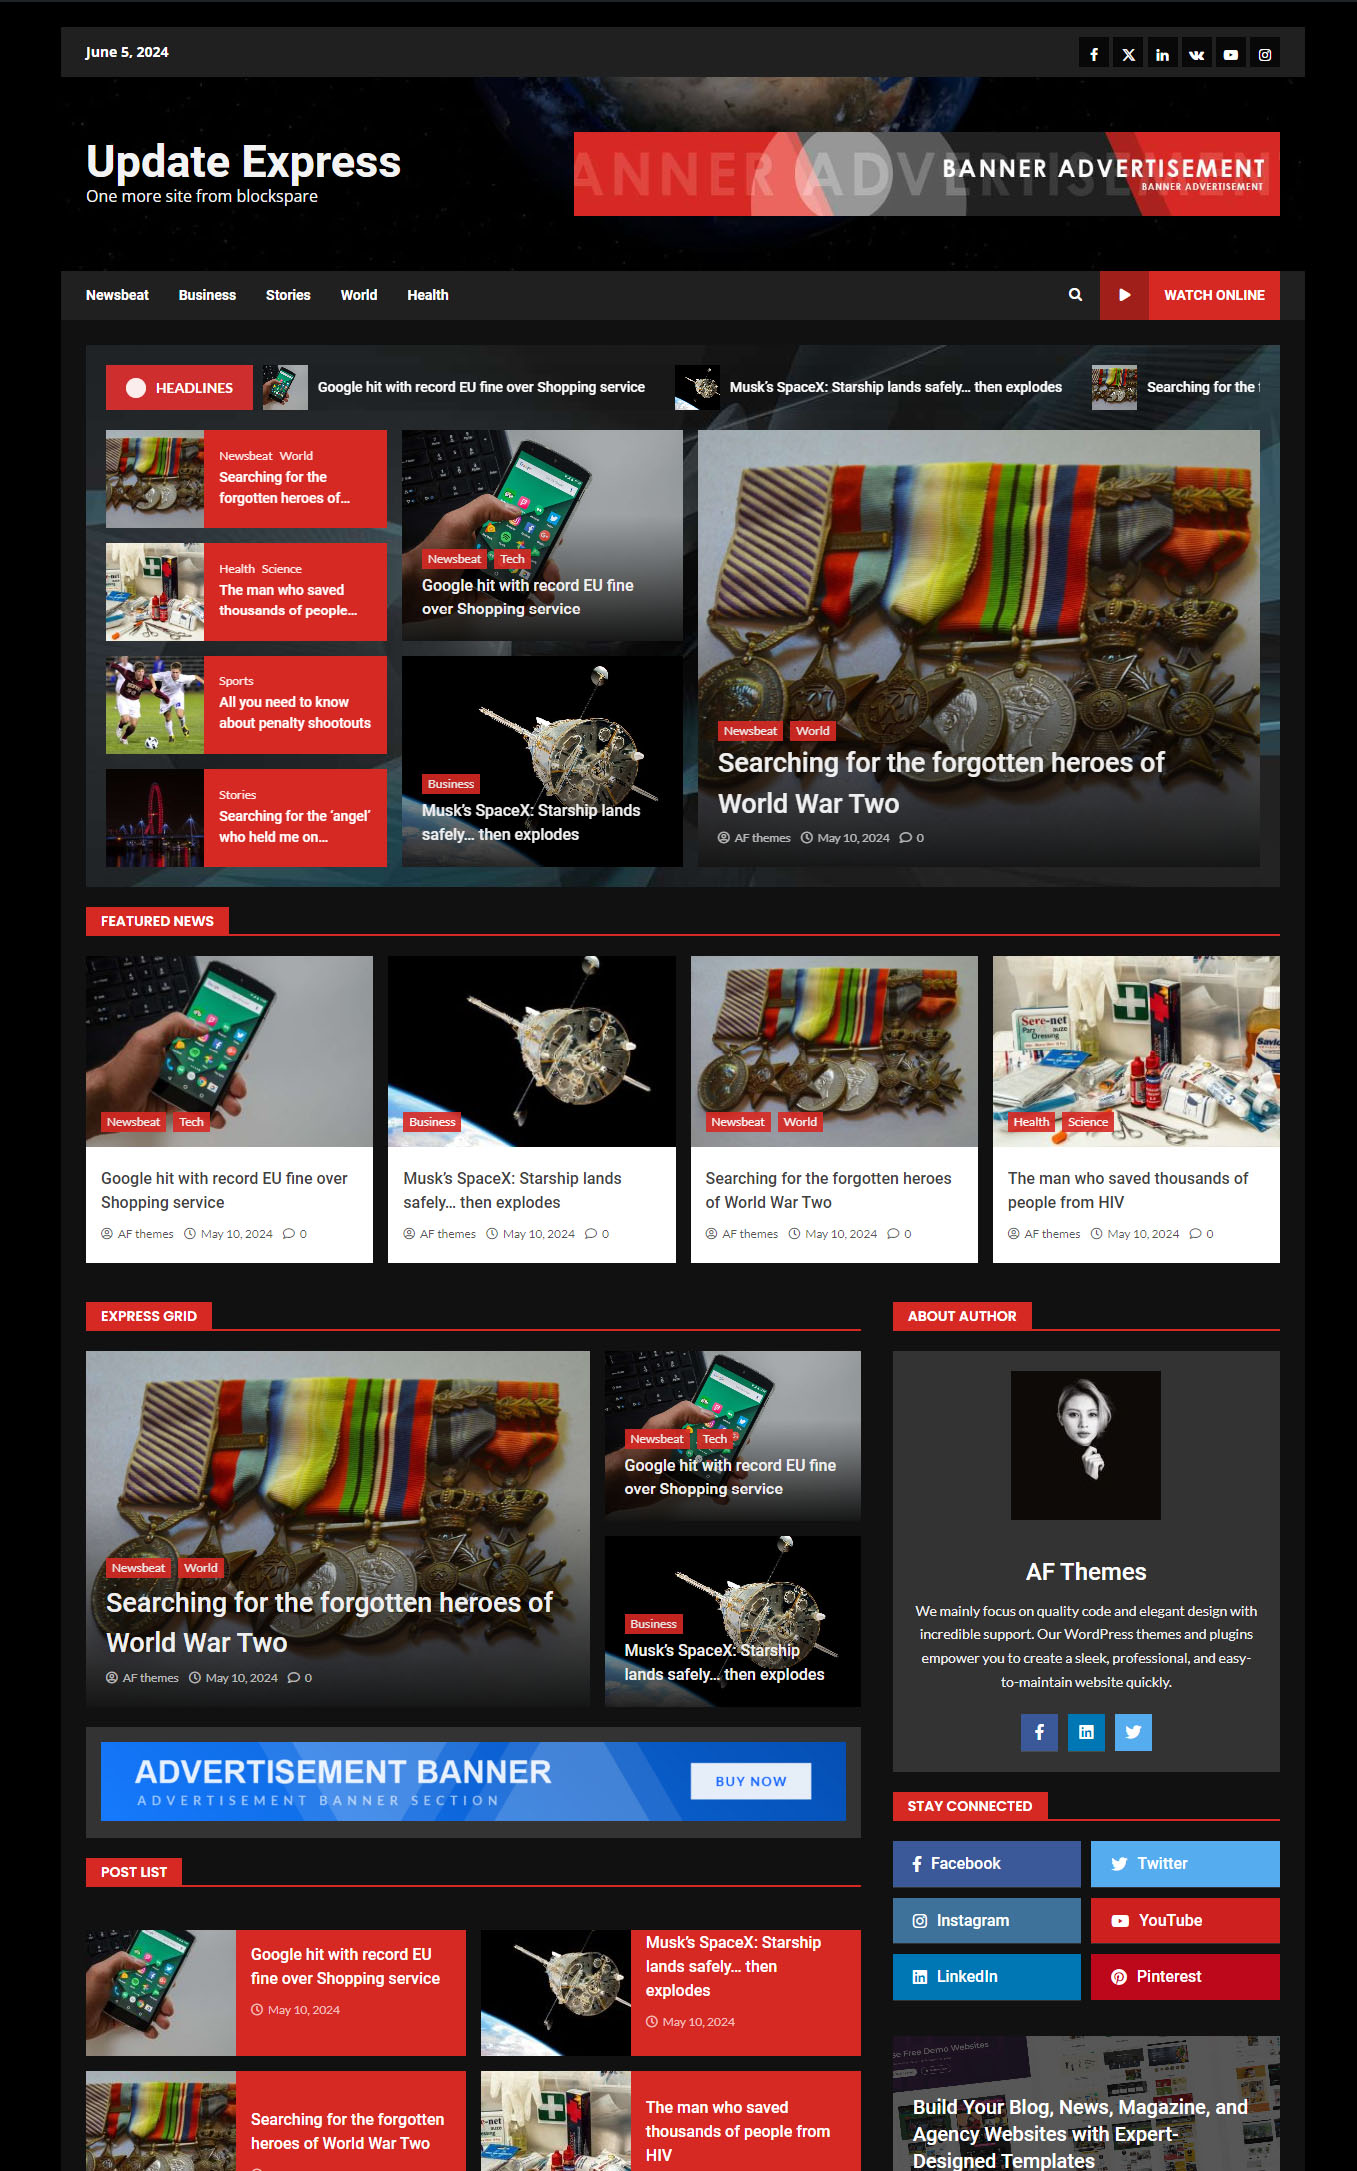 June 5, 2024
Update Express
One more site from blockspare
BANNER ADVERTISEMENT
BANNER ADVERTISEMENT
BANNER ADVERTISEMENT
Newsbeat Business Stories World Health
WATCH ONLINE
HEADLINES
Google hit with record EU fine over Shopping service
Musk's SpaceX: Starship lands safely... then explodes
Searching for the
Newsbeat World
Searching for the
forgotten heroes of...
Health Science
The man who saved
thousands of people...
Sports
All you need to know
about penalty shootouts
Stories
Searching for the ‘angel’
who held me on...
Newsbeat Tech
Google hit with record EU fine
over Shopping service
Business
Musk's SpaceX: Starship lands
safely... then explodes
Newsbeat World
Searching for the forgotten heroes of
World War Two
AF themes May 10, 2024 0
FEATURED NEWS
Newsbeat Tech
Google hit with record EU fine over
Shopping service
AF themes May 10, 2024 0
Business
Musk's SpaceX: Starship lands
safely... then explodes
AF themes May 10, 2024 0
Newsbeat World
Searching for the forgotten heroes
of World War Two
AF themes May 10, 2024 0
Sere-net
Dressing
Health Science
The man who saved thousands of
people from HIV
AF themes May 10, 2024 0
EXPRESS GRID
Newsbeat World
Searching for the forgotten heroes of
World War Two
AF themes May 10, 2024 0
Newsbeat Tech
Google hit with record EU fine
over Shopping service
Business
Musk's SpaceX: Starship
lands safely... then explodes
ADVERTISEMENT BANNER
ADVERTISEMENT BANNER SECTION
BUY NOW
POST LIST
Google hit with record EU
fine over Shopping service
May 10, 2024
Musk's SpaceX: Starship
lands safely... then
explodes
May 10, 2024
Searching for the forgotten
heroes of World War Two
The man who saved
thousands of people from
HIV
ABOUT AUTHOR
AF Themes
We mainly focus on quality code and elegant design with
incredible support. Our WordPress themes and plugins
empower you to create a sleek, professional, and easy-
to-maintain website quickly.
STAY CONNECTED
Facebook
Twitter
Instagram
YouTube
LinkedIn
Pinterest
Free Demo Websites
Build Your Blog, News, Magazine, and
Agency Websites with Expert-
Designed Templates